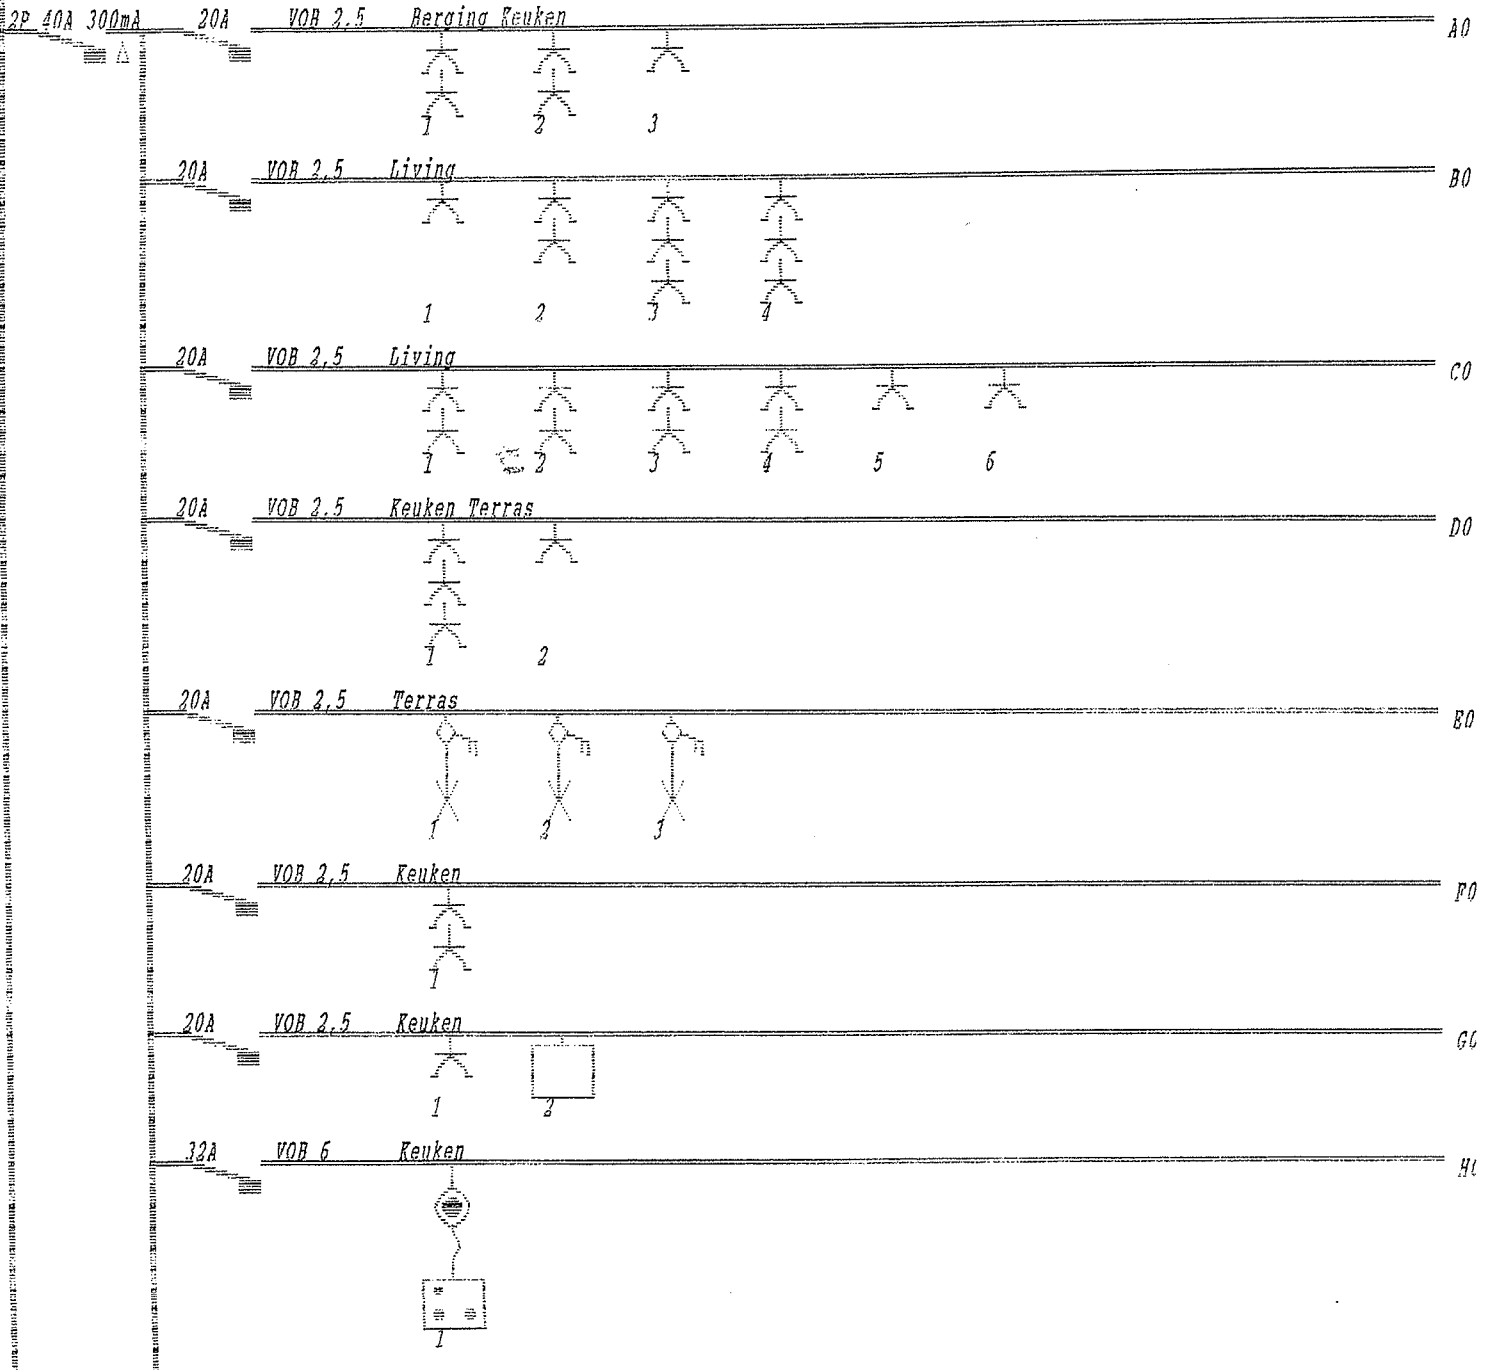 2P 40A 300mA 20A VOB 2.5 Berging Keuken A0
1 2 3
20A VOB 2,5 Living B0
1 2 3 4
20A VOB 2,5 Living C0
1 2 3 4 5 6
20A VOB 2.5 Keuken Terras D0
1 2
20A VOB 2,5 Terras E0
1 2 3
20A VOB 2,5 Keuken F0
1
20A VOB 2,5 Keuken G0
1 2
32A VOB 6 Keuken H0
1